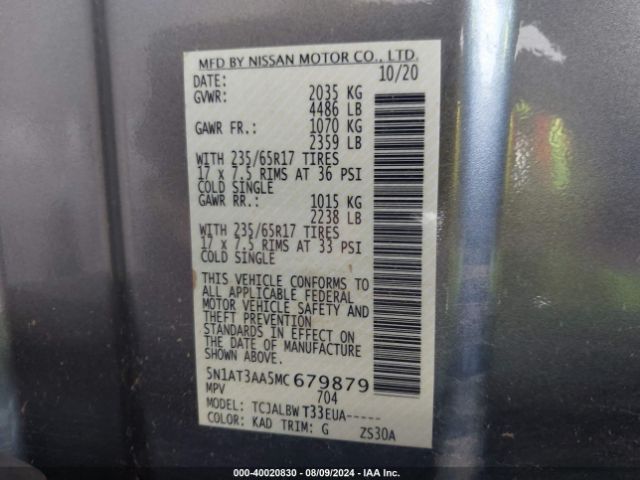 MFD BY NISSAN MOTOR CO., LTD.
DATE: 10/20
GVWR: 2035 KG
4486 LB
GAWR FR.: 1070 KG
2359 LB
WITH 235/65R17 TIRES
17 x 7.5 RIMS AT 36 PSI
COLD SINGLE
GAWR RR.: 1015 KG
2238 LB
WITH 235/65R17 TIRES
17 x 7.5 RIMS AT 33 PSI
COLD SINGLE
THIS VEHICLE CONFORMS TO
ALL APPLICABLE FEDERAL
MOTOR VEHICLE SAFETY AND
THEFT PREVENTION
STANDARDS IN EFFECT ON
THE DATE OF MANUFACTURE
SHOWN ABOVE.
5N1AT3AA5MC679879
MPV 704
MODEL: TCJALBW T33EUA-----
COLOR: KAD TRIM: G ZS30A
000-40020830 - 08/09/2024 - IAA Inc.